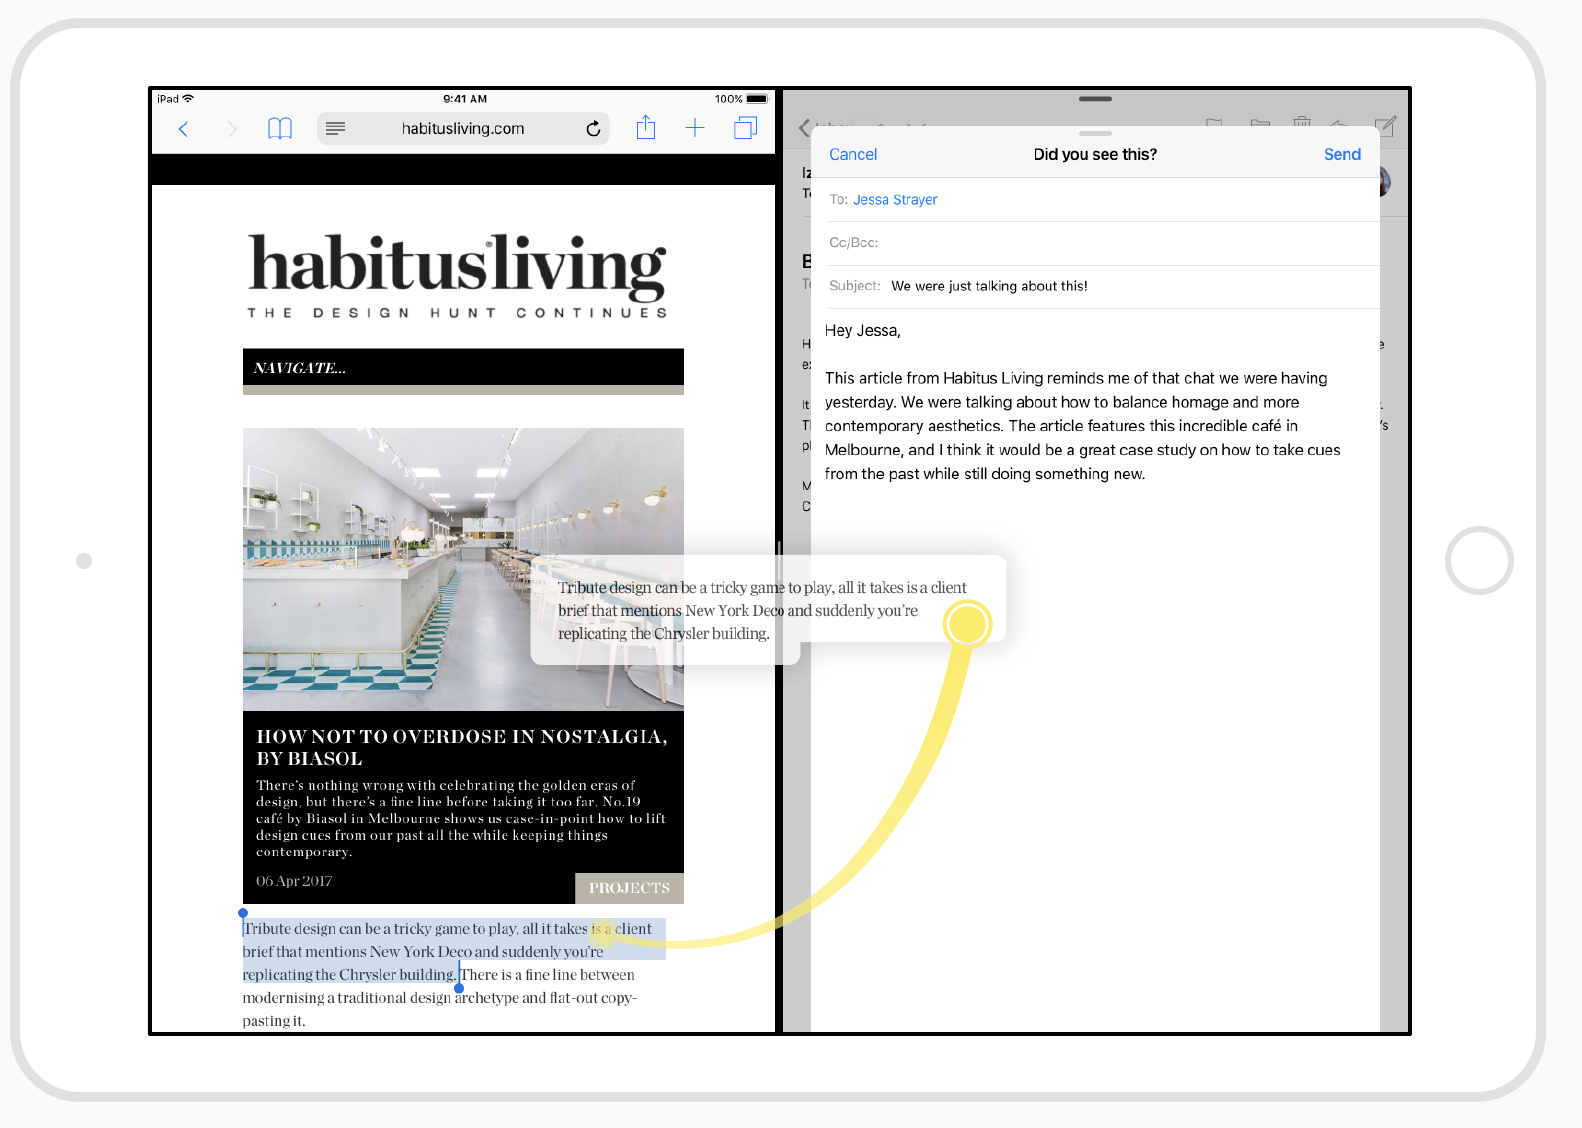 iPad
9:41 AM
100%
habitusliving.com
habitusliving
THE DESIGN HUNT CONTINUES
NAVIGATE...
HOW NOT TO OVERDOSE IN NOSTALGIA,
BY BIASOL
There's nothing wrong with celebrating the golden eras of
design, but there's a fine line before taking it too far. No.19
café by Biasol in Melbourne shows us case-in-point how to lift
design cues from our past all the while keeping things
contemporary.
06 Apr 2017
PROJECTS
Tribute design can be a tricky game to play, all it takes is a client
brief that mentions New York Deco and suddenly you're
replicating the Chrysler building. There is a fine line between
modernising a traditional design archetype and flat-out copy-
pasting it.
Tribute design can be a tricky game to play, all it takes is a client
brief that mentions New York Deco and suddenly you're
replicating the Chrysler building.
Cancel
Did you see this?
Send
To: Jessa Strayer
Cc/Bcc:
Subject: We were just talking about this!
Hey Jessa,
This article from Habitus Living reminds me of that chat we were having
yesterday. We were talking about how to balance homage and more
contemporary aesthetics. The article features this incredible café in
Melbourne, and I think it would be a great case study on how to take cues
from the past while still doing something new.